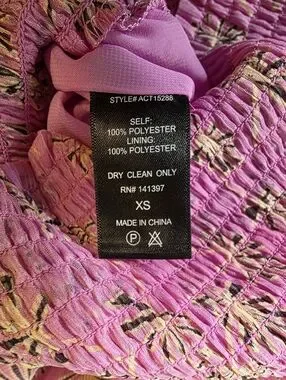 STYLE# ACT15288
SELF:
100% POLYESTER
LINING:
100% POLYESTER
DRY CLEAN ONLY
RN# 141397
XS
MADE IN CHINA
P